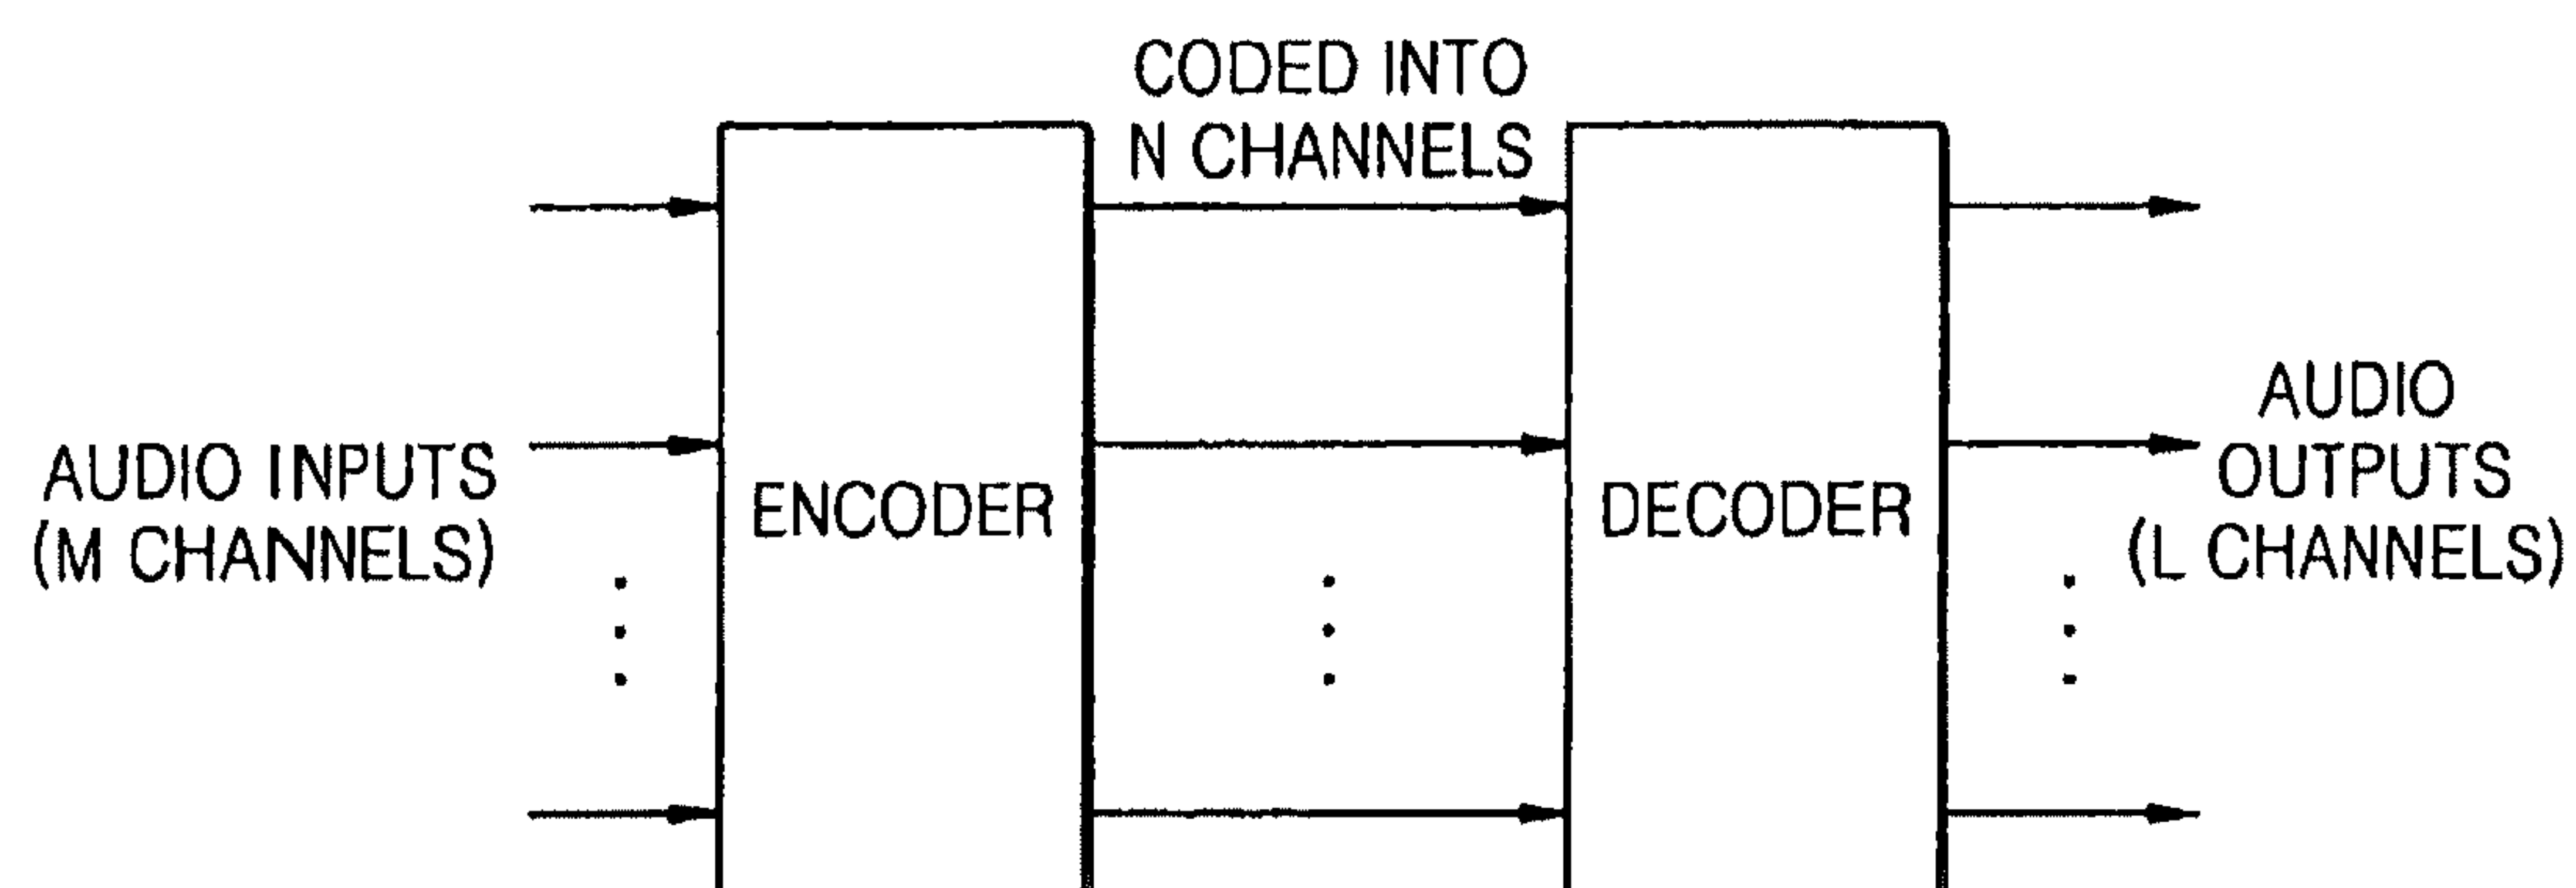 CODED INTO
N CHANNELS
AUDIO INPUTS
(M CHANNELS)
ENCODER
DECODER
AUDIO
OUTPUTS
(L CHANNELS)